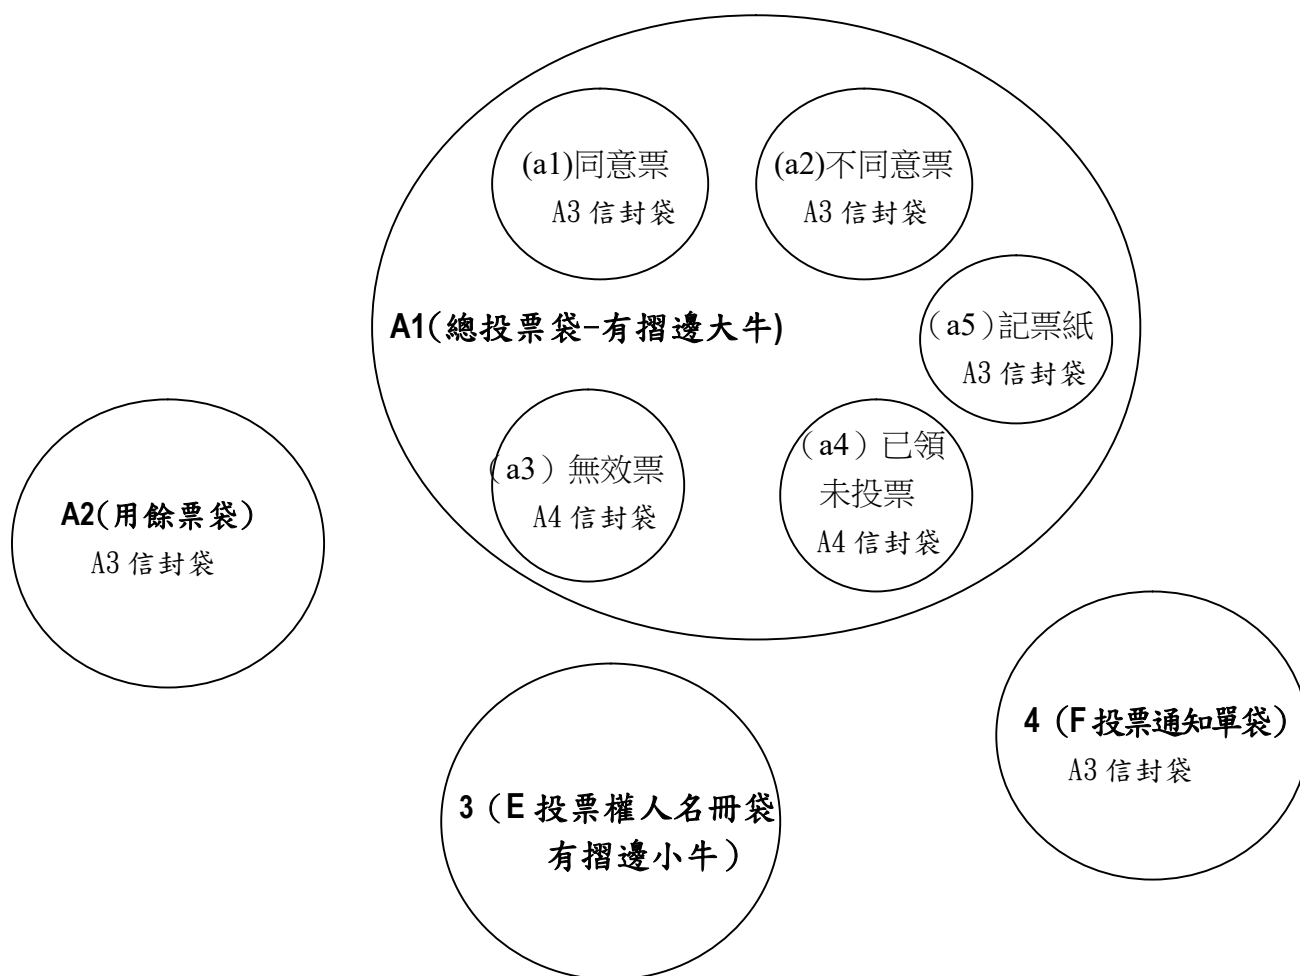 (a1)同意票
A3 信封袋
(a2)不同意票
A3 信封袋
A1(總投票袋-有摺邊大牛)
（a5）記票紙
A3 信封袋
（a3）無效票
A4 信封袋
（a4）已領
未投票
A4 信封袋
A2(用餘票袋)
A3 信封袋
3（E 投票權人名冊袋
有摺邊小牛）
4（F 投票通知單袋）
A3 信封袋